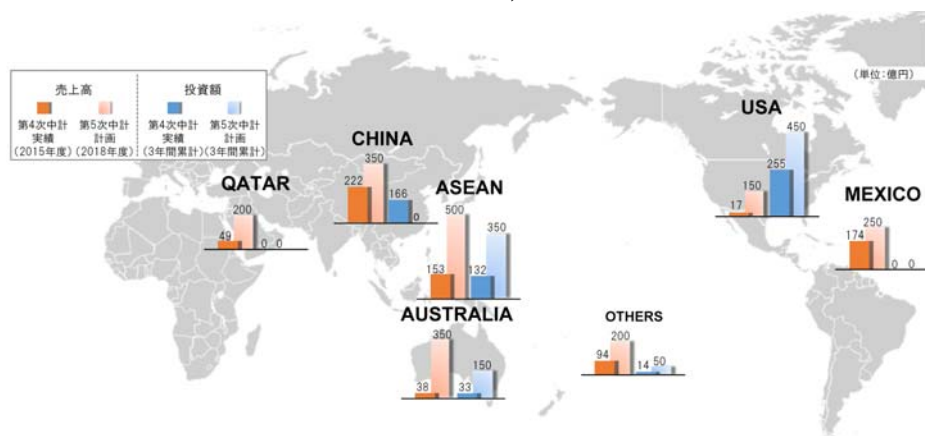 (単位:億円)
売上高
投資額
第4次中計
実績
(2015年度)
第5次中計
計画
(2018年度)
第4次中計
実績
(3年間累計)
第5次中計
計画
(3年間累計)
QATAR
49
200
0
0
CHINA
222
350
166
0
ASEAN
153
500
132
350
AUSTRALIA
38
350
33
150
OTHERS
94
200
14
50
USA
17
150
255
450
MEXICO
174
250
0
0